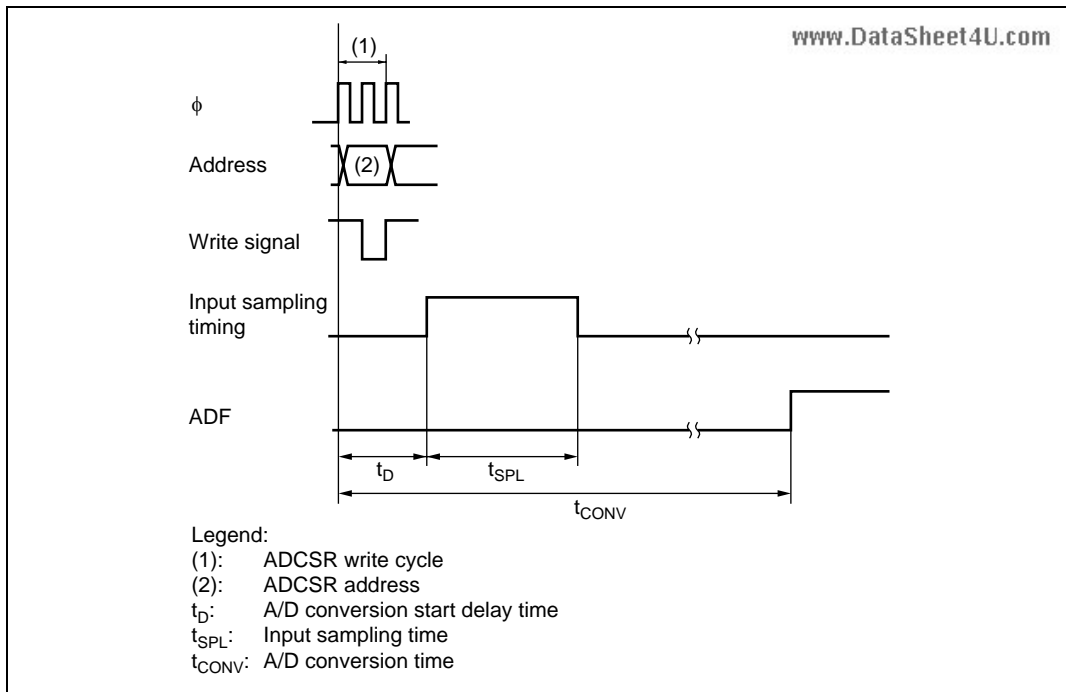 www.DataSheet4U.com
(1)
φ
Address
(2)
Write signal
Input sampling
timing
ADF
tD
tSPL
tCONV
Legend:
(1): ADCSR write cycle
(2): ADCSR address
tD: A/D conversion start delay time
tSPL: Input sampling time
tCONV: A/D conversion time